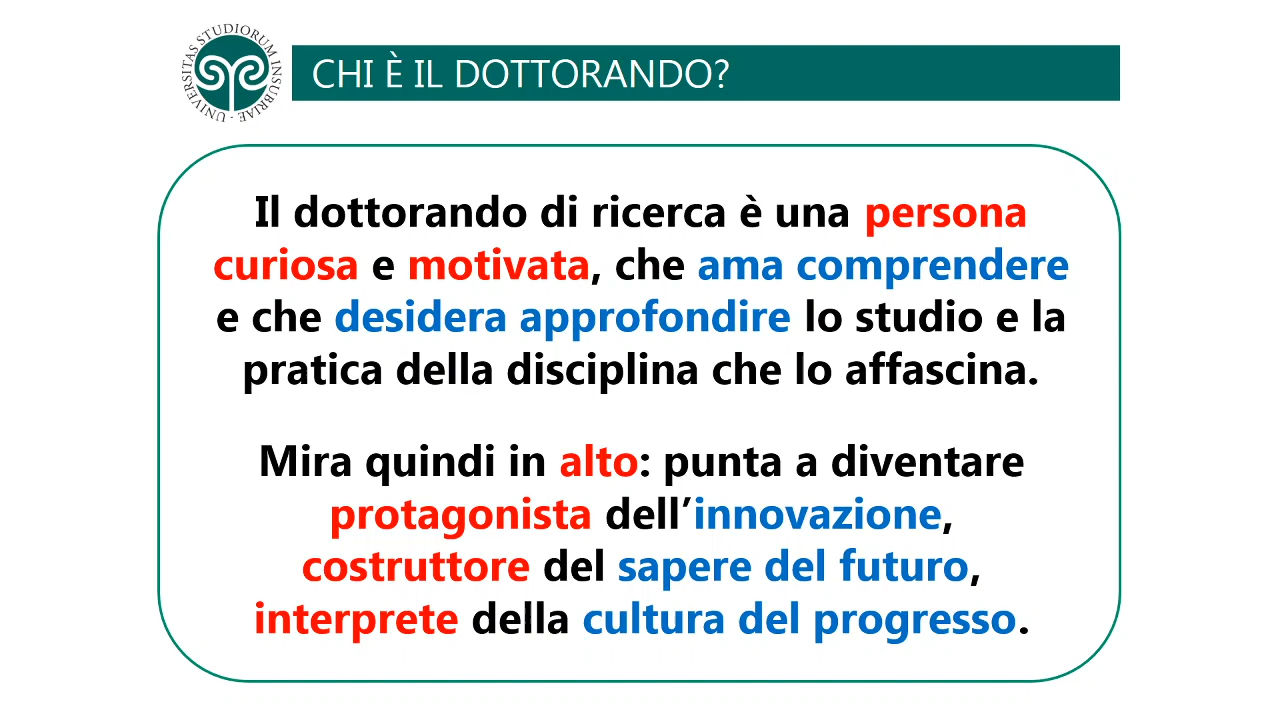 UNIVERSITAS STUDIORUM INSUBRIAE
CHI È IL DOTTORANDO?
Il dottorando di ricerca è una persona
curiosa e motivata, che ama comprendere
e che desidera approfondire lo studio e la
pratica della disciplina che lo affascina.
Mira quindi in alto: punta a diventare
protagonista dell’innovazione,
costruttore del sapere del futuro,
interprete della cultura del progresso.